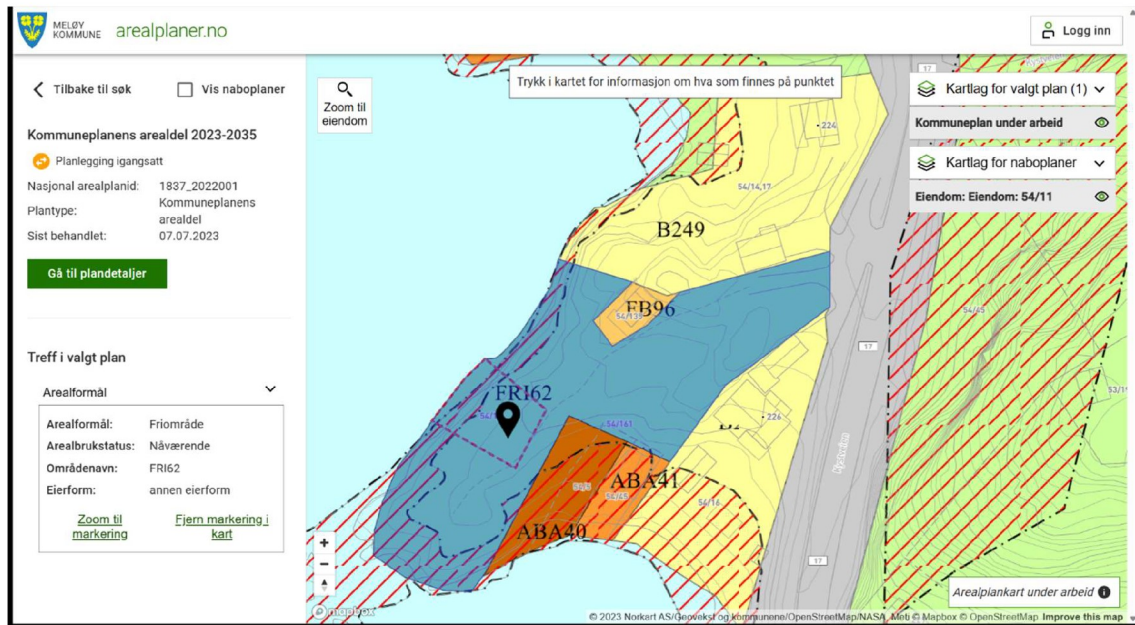 MELØY
KOMMUNE
arealplaner.no
Logg inn
Tilbake til søk
Vis naboplaner
Kommuneplanens arealdel 2023-2035
Planlegging igangsatt
Nasjonal arealplanid: 1837_2022001
Plantype: Kommuneplanens
arealdel
Sist behandlet: 07.07.2023
Gå til plandetaljer
Treff i valgt plan
Arealformål
Arealformål: Friområde
Arealbrukstatus: Nåværende
Områdenavn: FRI62
Eierform: annen eierform
Zoom til
markering
Fjern markering i
kart
Zoom til
eiendom
Trykk i kartet for informasjon om hva som finnes på punktet
Kartlag for valgt plan (1)
Kommuneplan under arbeid
Kartlag for naboplaner
Eiendom: Eiendom: 54/11
17
224
54/14,17
B249
FB96
54/139
54/45
17
FRI62
54/161
226
ABA41
54/45
54/16
ABA40
17
mapbox
Arealplankart under arbeid
© 2023 Norkart AS/Geovekst og kommunene/OpenStreetMap/NASA, Meti © Mapbox © OpenStreetMap Improve this map